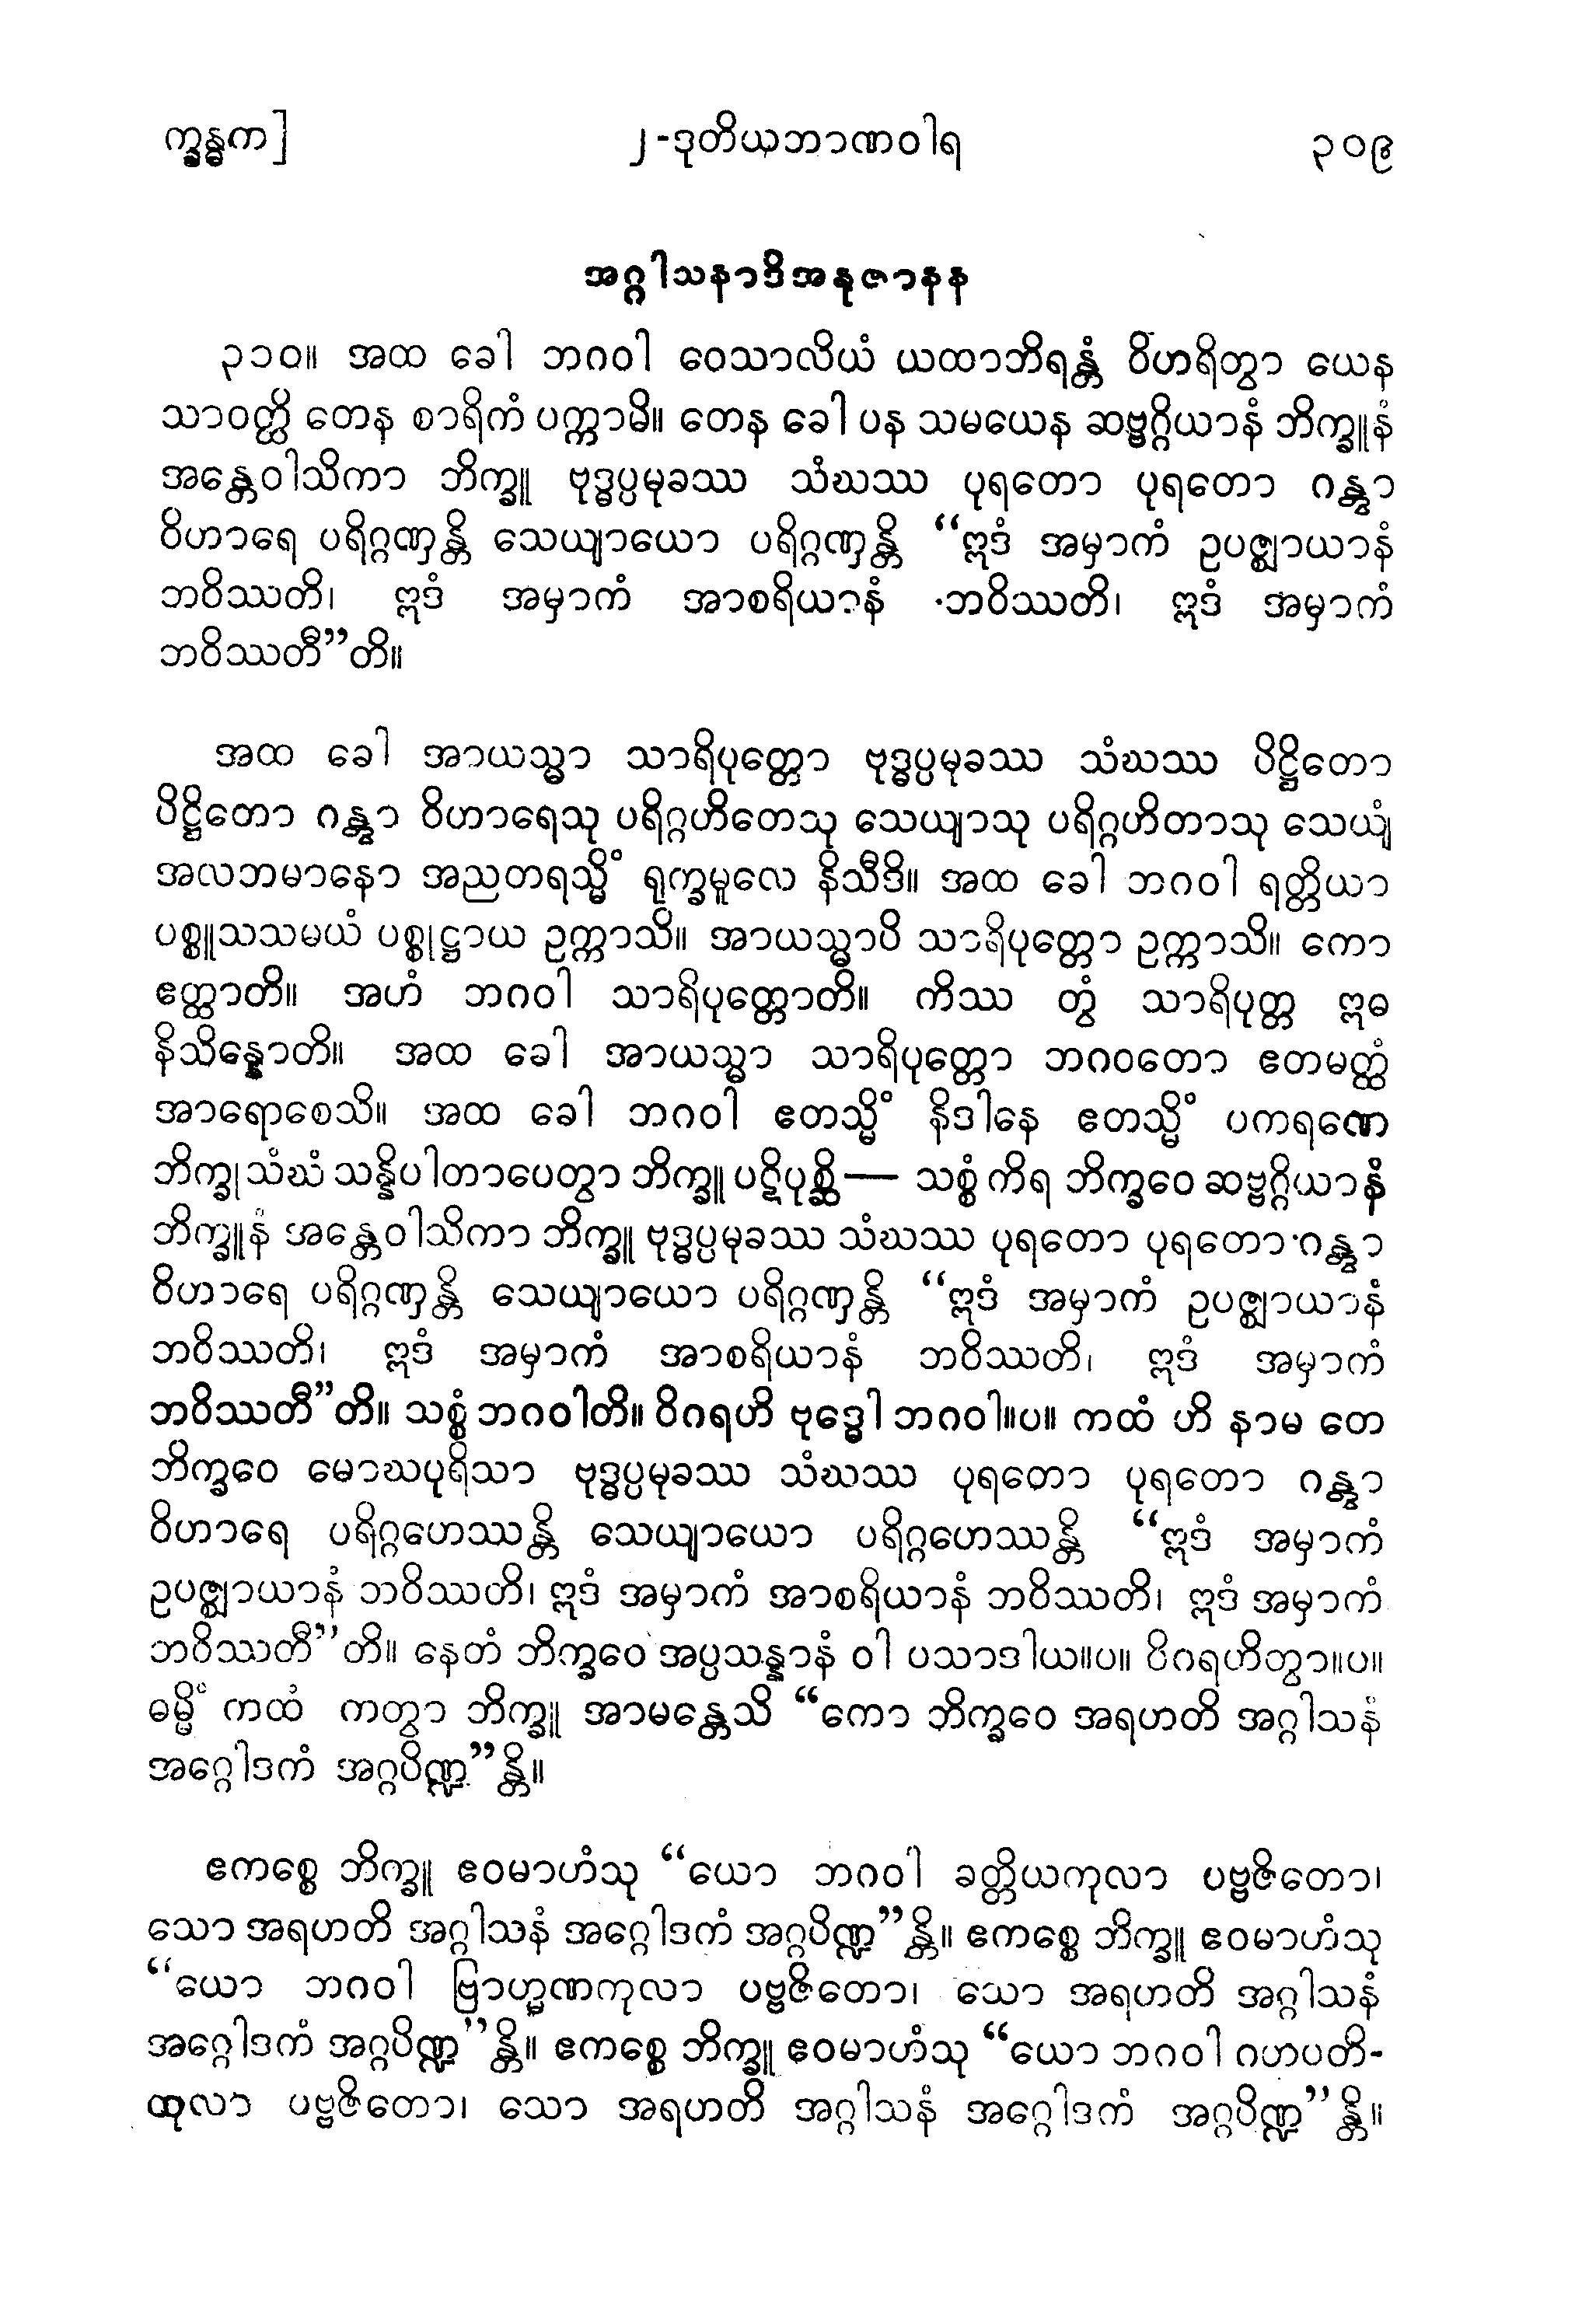 က္ခန္ဓက]
၂-ဒုတိယဘာဏဝါရ
၃၀၉
အဂ္ဂါသနာဒိအနုဇာနန
၃၁၀။ အထ ခေါ ဘဂဝါ ဝေသာလိယံ ယထာဘိရန္တံ ဝိဟရိတွာ ယေန
သာဝတ္ထိ တေန စာရိကံ ပက္ကာမိ။ တေန ခေါ ပန သမယေန ဆဗ္ဗဂ္ဂိယာနံ ဘိက္ခူနံ
အန္တေဝါသိကာ ဘိက္ခူ ဗုဒ္ဓပ္ပမုခဿ သံဃဿ ပုရတော ပုရတော ဂန္တွာ
ဝိဟာရေ ပရိဂ္ဂဏှန္တိ သေယျာယော ပရိဂ္ဂဏှန္တိ “ဣဒံ အမှာကံ ဥပဇ္ဈာယာနံ
ဘဝိဿတိ၊ ဣဒံ အမှာကံ အာစရိယာနံ ဘဝိဿတိ၊ ဣဒံ အမှာကံ
ဘဝိဿတီ”တိ။
အထ ခေါ အာယသ္မာ သာရိပုတ္တော ဗုဒ္ဓပ္ပမုခဿ သံဃဿ ပိဋ္ဌိတော
ပိဋ္ဌိတော ဂန္တွာ ဝိဟာရေသု ပရိဂ္ဂဟိတေသု သေယျာသု ပရိဂ္ဂဟိတာသု သေယျံ
အလဘမာနော အညတရသ္မိံ ရုက္ခမူလေ နိသီဒိ။ အထ ခေါ ဘဂဝါ ရတ္တိယာ
ပစ္စူသသမယံ ပစ္စုဋ္ဌာယ ဥက္ကာသိ။ အာယသ္မာပိ သာရိပုတ္တော ဥက္ကာသိ။ ကော
ဧတ္ထာတိ။ အဟံ ဘဂဝါ သာရိပုတ္တောတိ။ ကိဿ တွံ သာရိပုတ္တ ဣဓ
နိသိန္နောတိ။ အထ ခေါ အာယသ္မာ သာရိပုတ္တော ဘဂဝတော ဧတမတ္ထံ
အာရောစေသိ။ အထ ခေါ ဘဂဝါ ဧတသ္မိံ နိဒါနေ ဧတသ္မိံ ပကရဏေ
ဘိက္ခုသံဃံ သန္နိပါတာပေတွာ ဘိက္ခူ ပဋိပုစ္ဆိ— သစ္စံ ကိရ ဘိက္ခဝေ ဆဗ္ဗဂ္ဂိယာနံ
ဘိက္ခူနံ အန္တေဝါသိကာ ဘိက္ခူ ဗုဒ္ဓပ္ပမုခဿ သံဃဿ ပုရတော ပုရတော ဂန္တွာ
ဝိဟာရေ ပရိဂ္ဂဏှန္တိ သေယျာယော ပရိဂ္ဂဏှန္တိ “ဣဒံ အမှာကံ ဥပဇ္ဈာယာနံ
ဘဝိဿတိ၊ ဣဒံ အမှာကံ အာစရိယာနံ ဘဝိဿတိ၊ ဣဒံ အမှာကံ
ဘဝိဿတီ”တိ။ သစ္စံ ဘဂဝါတိ။ ဝိဂရဟိ ဗုဒ္ဓေါ ဘဂဝါ။ပ။ ကထံ ဟိ နာမ တေ
ဘိက္ခဝေ မောဃပုရိသာ ဗုဒ္ဓပ္ပမုခဿ သံဃဿ ပုရတော ပုရတော ဂန္တွာ
ဝိဟာရေ ပရိဂ္ဂဟေဿန္တိ သေယျာယော ပရိဂ္ဂဟေဿန္တိ “ဣဒံ အမှာကံ
ဥပဇ္ဈာယာနံ ဘဝိဿတိ၊ ဣဒံ အမှာကံ အာစရိယာနံ ဘဝိဿတိ၊ ဣဒံ အမှာကံ
ဘဝိဿတီ”တိ။ နေတံ ဘိက္ခဝေ အပ္ပသန္နာနံ ဝါ ပသာဒါယ။ပ။ ဝိဂရဟိတွာ။ပ။
ဓမ္မိံ ကထံ ကတွာ ဘိက္ခူ အာမန္တေသိ “ကော ဘိက္ခဝေ အရဟတိ အဂ္ဂါသနံ
အဂ္ဂေါဒကံ အဂ္ဂပိဏ္ဍ”န္တိ။
ဧကစ္စေ ဘိက္ခူ ဧဝမာဟံသု “ယော ဘဂဝါ ခတ္တိယကုလာ ပဗ္ဗဇိတော၊
သော အရဟတိ အဂ္ဂါသနံ အဂ္ဂေါဒကံ အဂ္ဂပိဏ္ဍ”န္တိ။ ဧကစ္စေ ဘိက္ခူ ဧဝမာဟံသု
“ယော ဘဂဝါ ဗြာဟ္မဏကုလာ ပဗ္ဗဇိတော၊ သော အရဟတိ အဂ္ဂါသနံ
အဂ္ဂေါဒကံ အဂ္ဂပိဏ္ဍ”န္တိ။ ဧကစ္စေ ဘိက္ခူ ဧဝမာဟံသု “ယော ဘဂဝါ ဂဟပတိ-
ကုလာ ပဗ္ဗဇိတော၊ သော အရဟတိ အဂ္ဂါသနံ အဂ္ဂေါဒကံ အဂ္ဂပိဏ္ဍ”န္တိ။